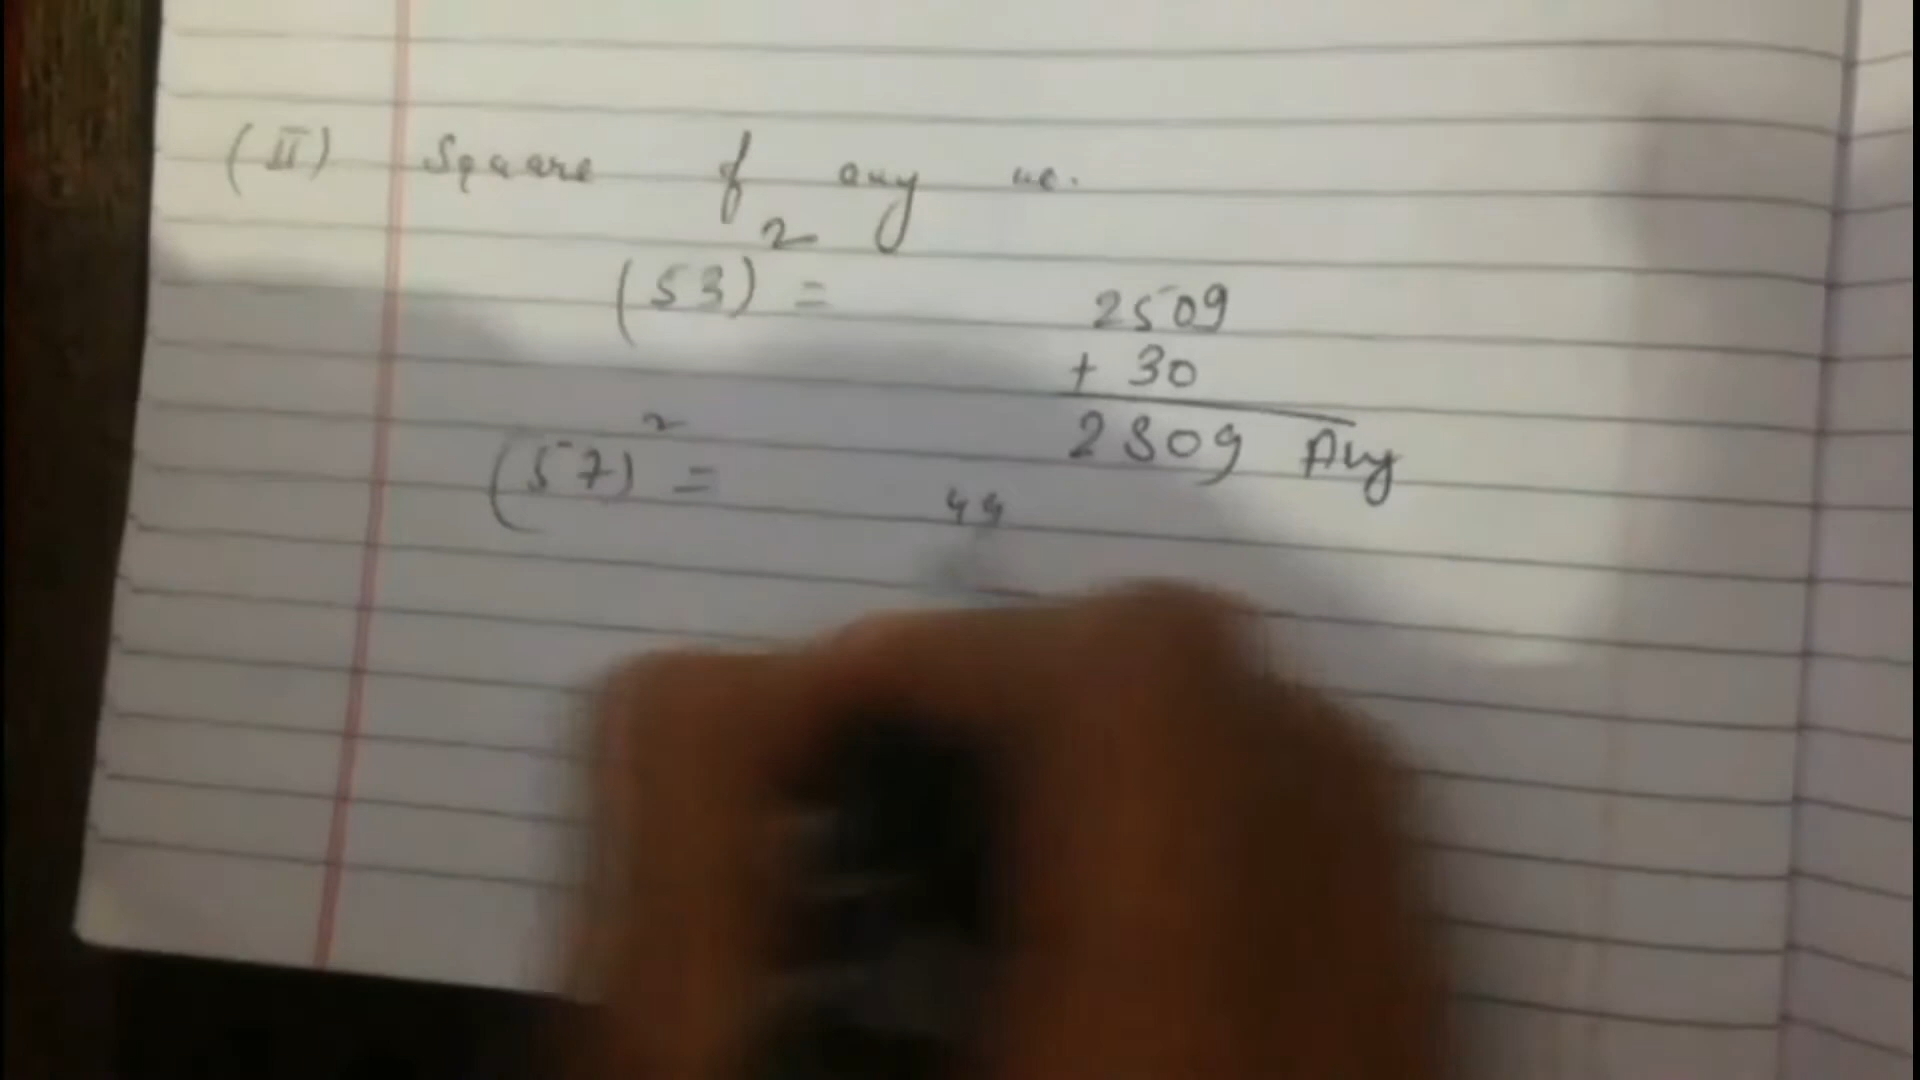 (II) Square of any no.
(53)² = 2509
+ 30
2809 Ans
(57)² = 49